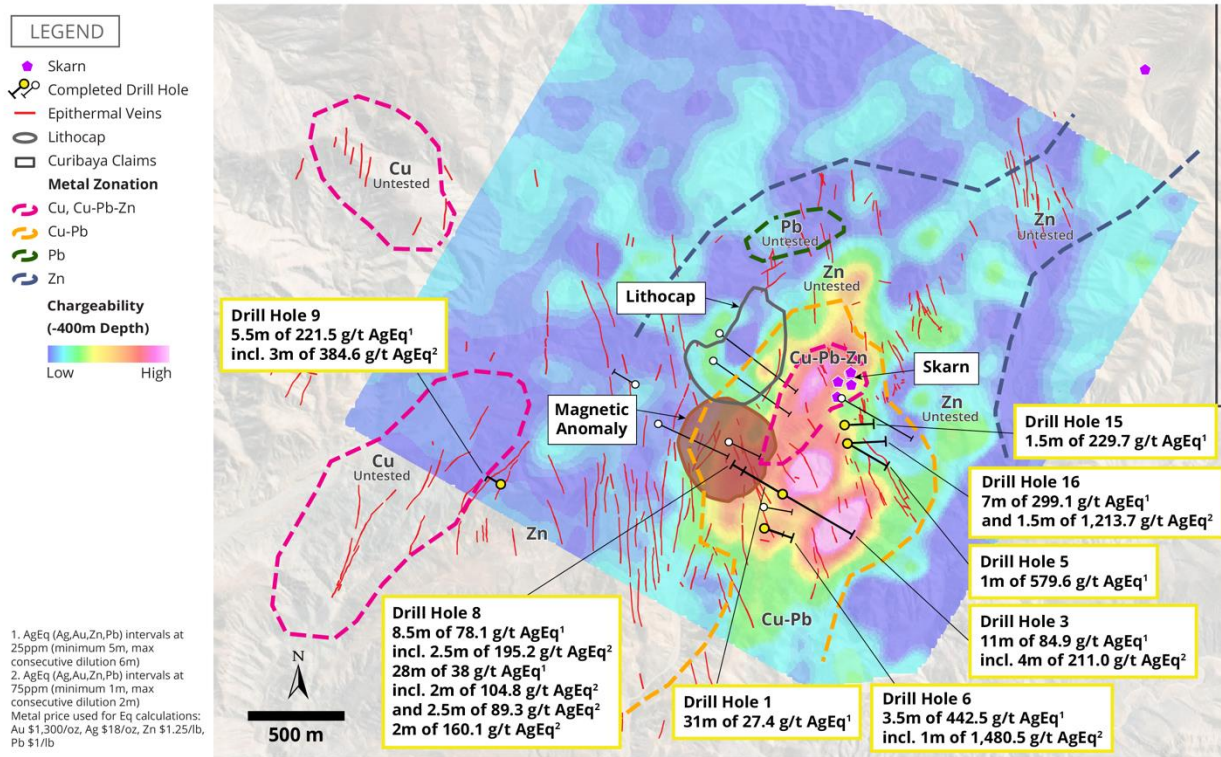 LEGEND
Skarn
Completed Drill Hole
Epithermal Veins
Lithocap
Curibaya Claims
Metal Zonation
Cu, Cu-Pb-Zn
Cu-Pb
Pb
Zn
Chargeability
(-400m Depth)
Low High
1. AgEq (Ag,Au,Zn,Pb) intervals at
25ppm (minimum 5m, max
consecutive dilution 6m)
2. AgEq (Ag,Au,Zn,Pb) intervals at
75ppm (minimum 1m, max
consecutive dilution 2m)
Metal price used for Eq calculations:
Au $1,300/oz, Ag $18/oz, Zn $1.25/lb,
Pb $1/lb
Cu
Untested
Pb
Untested
Zn
Untested
Zn
Untested
Lithocap
Cu-Pb-Zn
Skarn
Zn
Untested
Magnetic
Anomaly
Cu
Untested
Zn
Cu-Pb
Drill Hole 9
5.5m of 221.5 g/t AgEq¹
incl. 3m of 384.6 g/t AgEq²
Drill Hole 15
1.5m of 229.7 g/t AgEq¹
Drill Hole 16
7m of 299.1 g/t AgEq¹
and 1.5m of 1,213.7 g/t AgEq²
Drill Hole 5
1m of 579.6 g/t AgEq¹
Drill Hole 3
11m of 84.9 g/t AgEq¹
incl. 4m of 211.0 g/t AgEq²
Drill Hole 8
8.5m of 78.1 g/t AgEq¹
incl. 2.5m of 195.2 g/t AgEq²
28m of 38 g/t AgEq¹
incl. 2m of 104.8 g/t AgEq²
and 2.5m of 89.3 g/t AgEq²
2m of 160.1 g/t AgEq²
Drill Hole 1
31m of 27.4 g/t AgEq¹
Drill Hole 6
3.5m of 442.5 g/t AgEq¹
incl. 1m of 1,480.5 g/t AgEq²
N
500 m